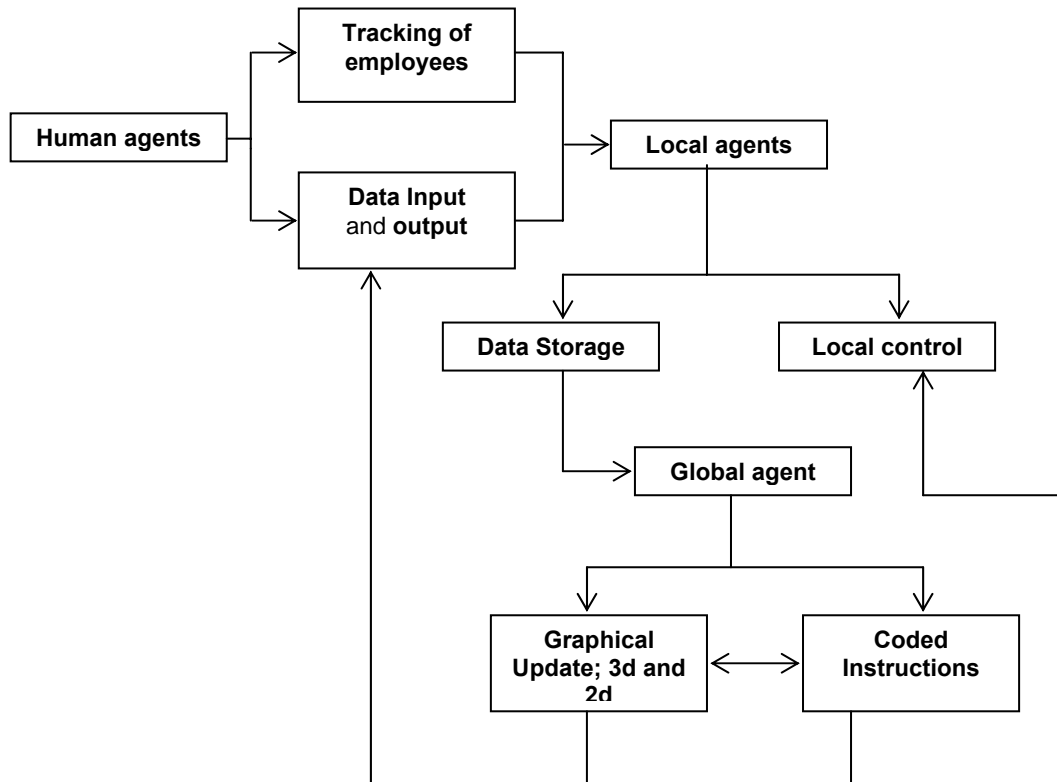 Tracking of
employees
Human agents
Local agents
Data Input
and output
Data Storage
Local control
Global agent
Graphical
Update; 3d and
2d
Coded
Instructions